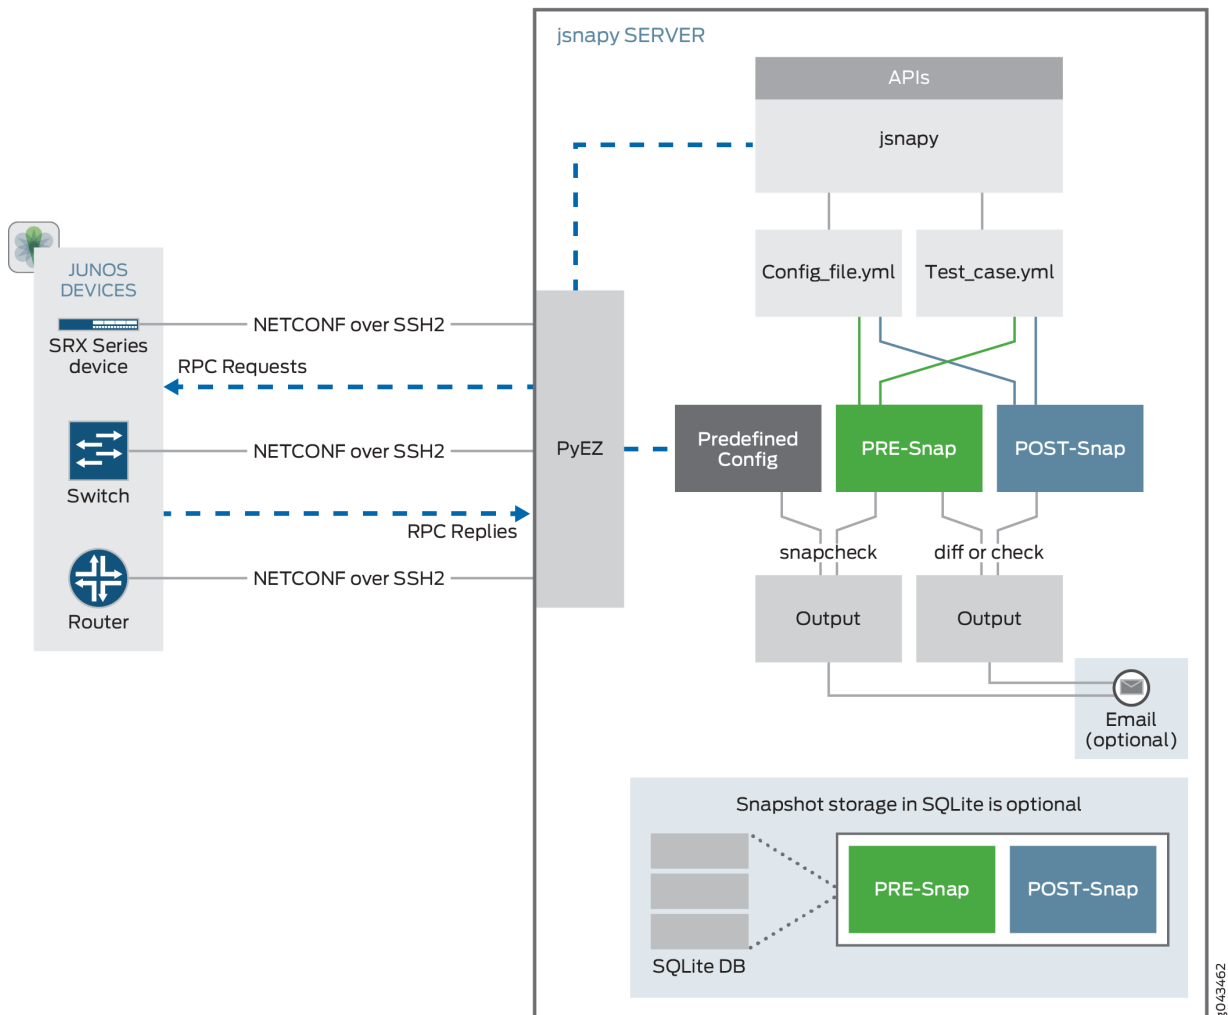 jsnapy SERVER
APIs
jsnapy
Config_file.yml
Test_case.yml
JUNOS
DEVICES
SRX Series
device
NETCONF over SSH2
RPC Requests
Switch
NETCONF over SSH2
RPC Replies
Router
NETCONF over SSH2
PyEZ
Predefined
Config
PRE-Snap
POST-Snap
snapcheck
diff or check
Output
Output
Email
(optional)
Snapshot storage in SQLite is optional
SQLite DB
PRE-Snap
POST-Snap
g043462